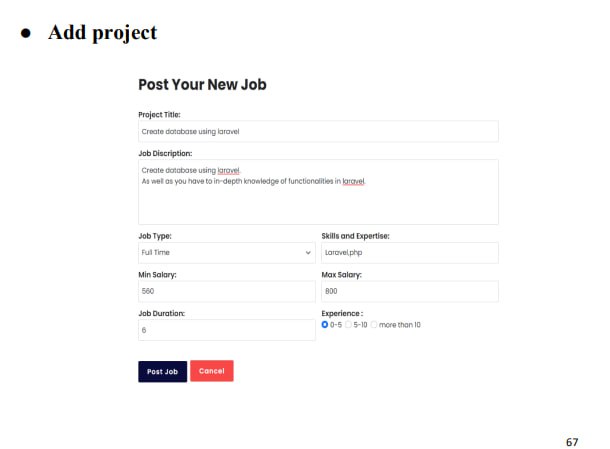 ● Add project
Post Your New Job
Project Title:
Create database using laravel
Job Discription:
Create database using laravel.
As well as you have to in-depth knowledge of functionalities in laravel.
Job Type: Skills and Expertise:
Full Time Laravel,php
Min Salary: Max Salary:
560 800
Job Duration: Experience :
6 0-5 5-10 more than 10
Post Job Cancel
67